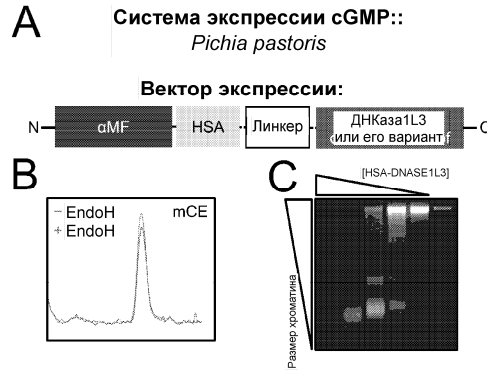 A
Система экспрессии cGMP::
Pichia pastoris
Вектор экспрессии:
N
αMF
HSA
Линкер
ДНКаза1L3
или его вариант
C
B
EndoH
EndoH
mCE
C
[HSA-DNASE1L3]
Размер хроматина